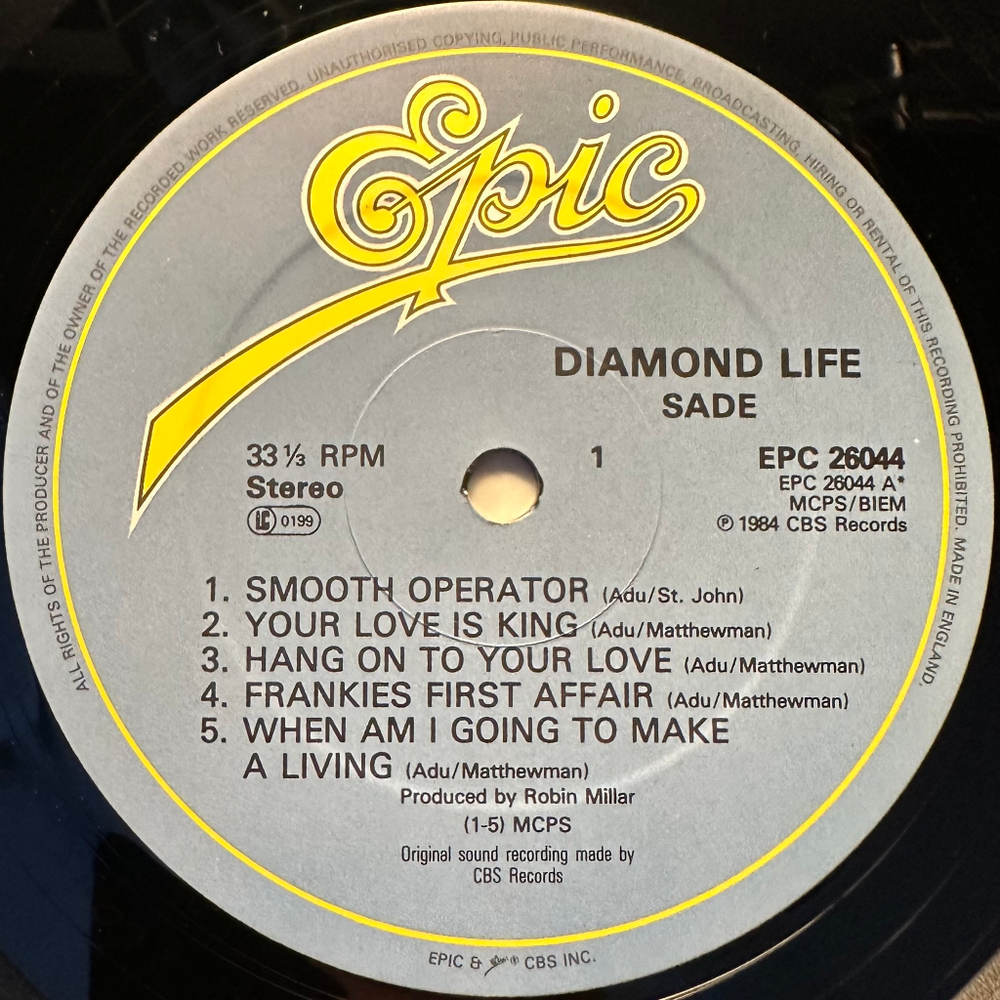 ALL RIGHTS OF THE PRODUCER AND OF THE OWNER OF THE RECORDED WORK RESERVED. UNAUTHORISED COPYING, PUBLIC PERFORMANCE, BROADCASTING, HIRING OR RENTAL OF THIS RECORDING PROHIBITED. MADE IN ENGLAND.
Epic
DIAMOND LIFE
SADE
33 ⅓ RPM 1 EPC 26044
Stereo EPC 26044 A*
MCPS/BIEM
LC 0199 ℗ 1984 CBS Records
1. SMOOTH OPERATOR (Adu/St. John)
2. YOUR LOVE IS KING (Adu/Matthewman)
3. HANG ON TO YOUR LOVE (Adu/Matthewman)
4. FRANKIES FIRST AFFAIR (Adu/Matthewman)
5. WHEN AM I GOING TO MAKE
A LIVING (Adu/Matthewman)
Produced by Robin Millar
(1-5) MCPS
Original sound recording made by
CBS Records
EPIC & Epic ® CBS INC.